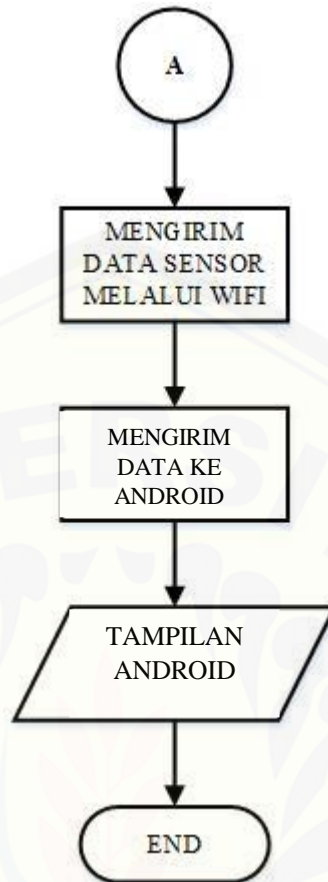 A
MENGIRIM
DATA SENSOR
MELALUI WIFI
MENGIRIM
DATA KE
ANDROID
TAMPILAN
ANDROID
END